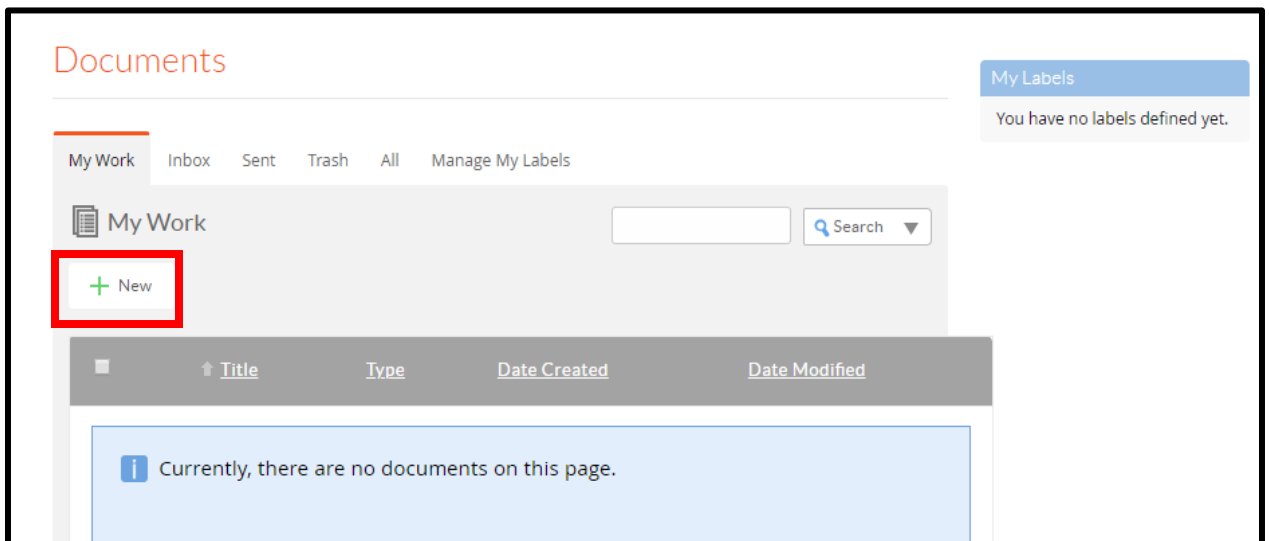 Documents
My Labels
You have no labels defined yet.
My Work Inbox Sent Trash All Manage My Labels
My Work
Search
New
Title Type Date Created Date Modified
Currently, there are no documents on this page.